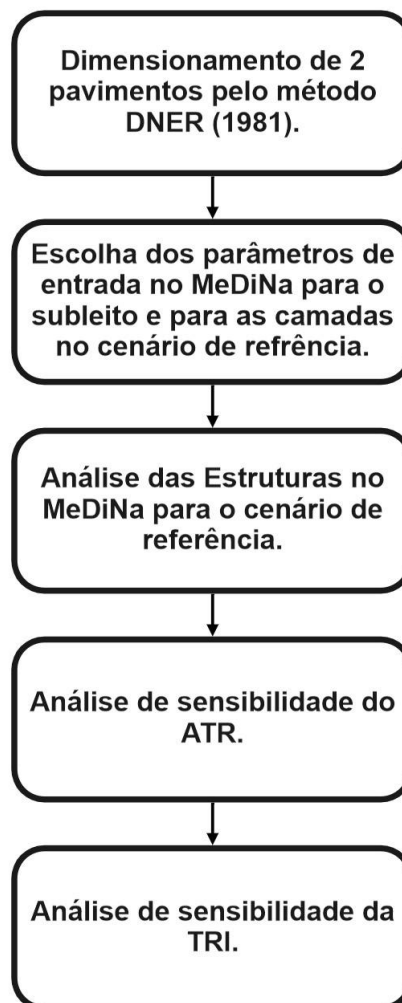 Dimensionamento de 2
pavimentos pelo método
DNER (1981).
Escolha dos parâmetros de
entrada no MeDiNa para o
subleito e para as camadas
no cenário de refrência.
Análise das Estruturas no
MeDiNa para o cenário de
referência.
Análise de sensibilidade do
ATR.
Análise de sensibilidade da
TRI.